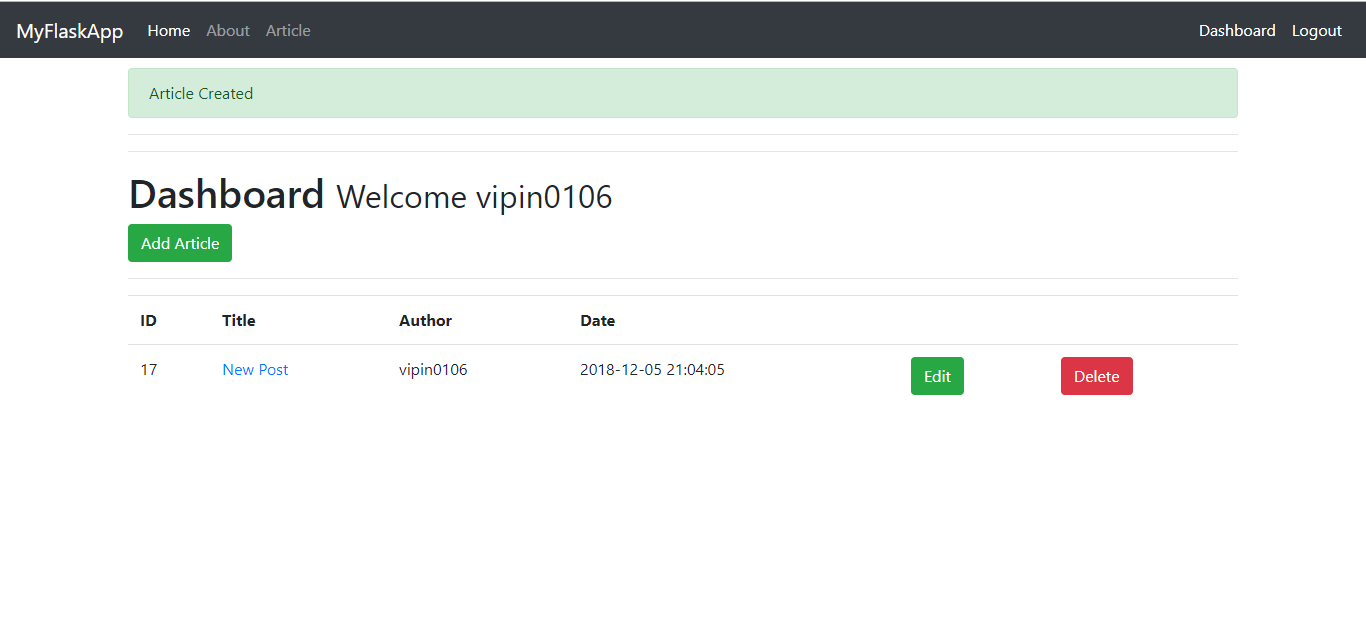 MyFlaskApp Home About Article Dashboard Logout
Article Created
Dashboard Welcome vipin0106
Add Article
ID Title Author Date
17 New Post vipin0106 2018-12-05 21:04:05 Edit Delete